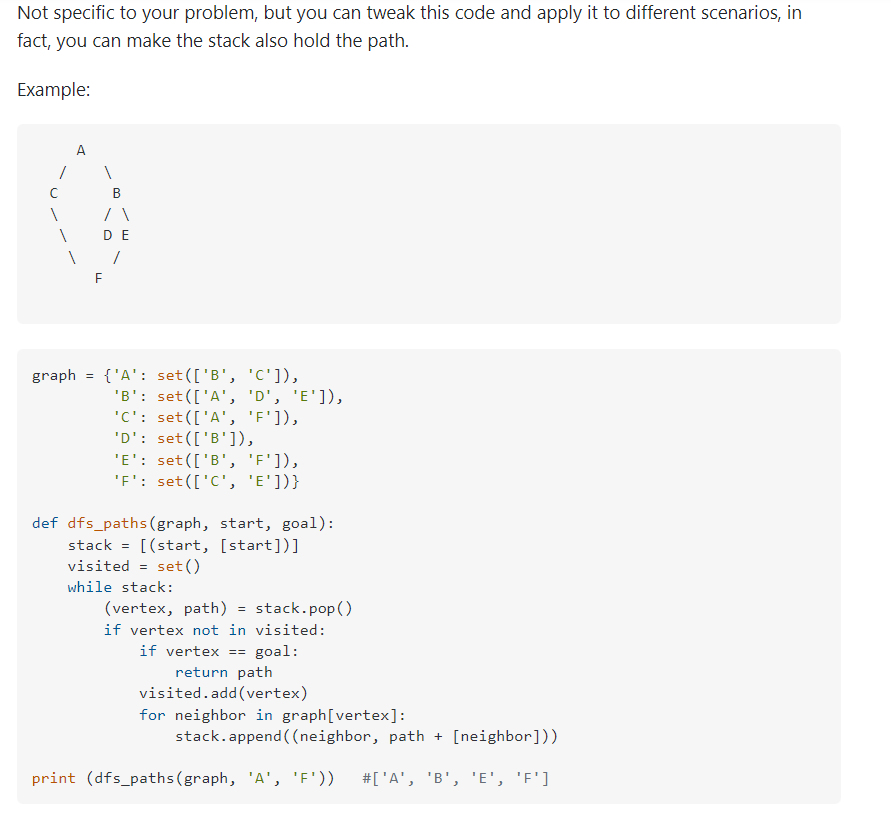 Not specific to your problem, but you can tweak this code and apply it to different scenarios, in
fact, you can make the stack also hold the path.
Example:
      A
    /    \
   C      B
   \     / \
    \    D E
     \    /
        F
graph = {'A': set(['B', 'C']),
         'B': set(['A', 'D', 'E']),
         'C': set(['A', 'F']),
         'D': set(['B']),
         'E': set(['B', 'F']),
         'F': set(['C', 'E'])}
def dfs_paths(graph, start, goal):
    stack = [(start, [start])]
    visited = set()
    while stack:
        (vertex, path) = stack.pop()
        if vertex not in visited:
            if vertex == goal:
                return path
            visited.add(vertex)
            for neighbor in graph[vertex]:
                stack.append((neighbor, path + [neighbor]))
print (dfs_paths(graph, 'A', 'F'))   #['A', 'B', 'E', 'F']